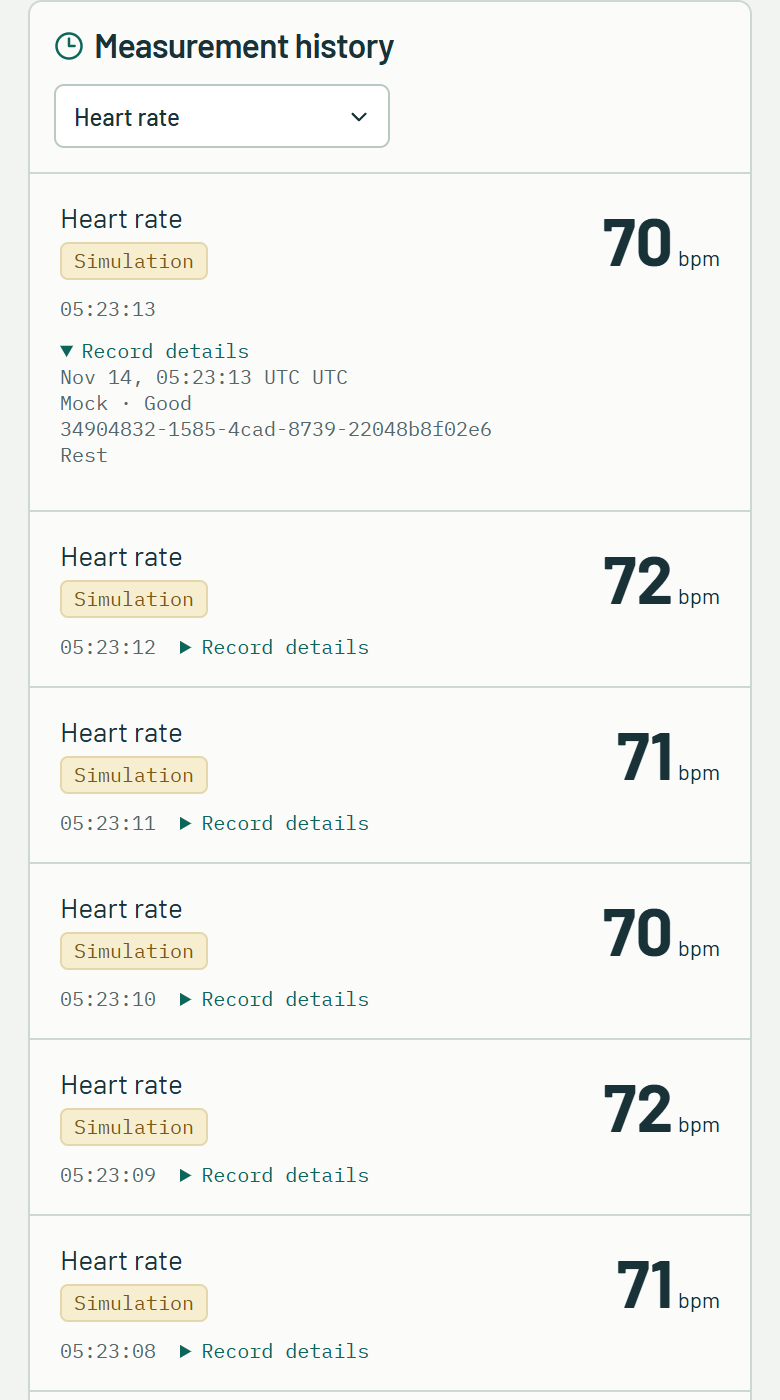 Measurement history
Heart rate
Heart rate
70 bpm
Simulation
05:23:13
Record details
Nov 14, 05:23:13 UTC UTC
Mock · Good
34904832-1585-4cad-8739-22048b8f02e6
Rest
Heart rate
72 bpm
Simulation
05:23:12 Record details
Heart rate
71 bpm
Simulation
05:23:11 Record details
Heart rate
70 bpm
Simulation
05:23:10 Record details
Heart rate
72 bpm
Simulation
05:23:09 Record details
Heart rate
71 bpm
Simulation
05:23:08 Record details